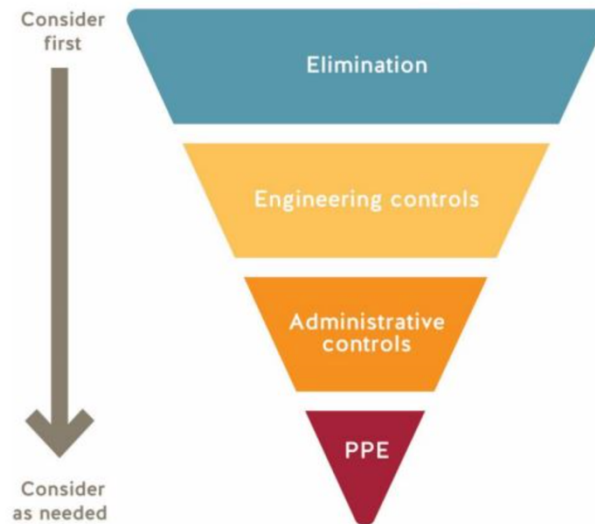 Consider
first
Elimination
Engineering controls
Administrative
controls
PPE
Consider
as needed